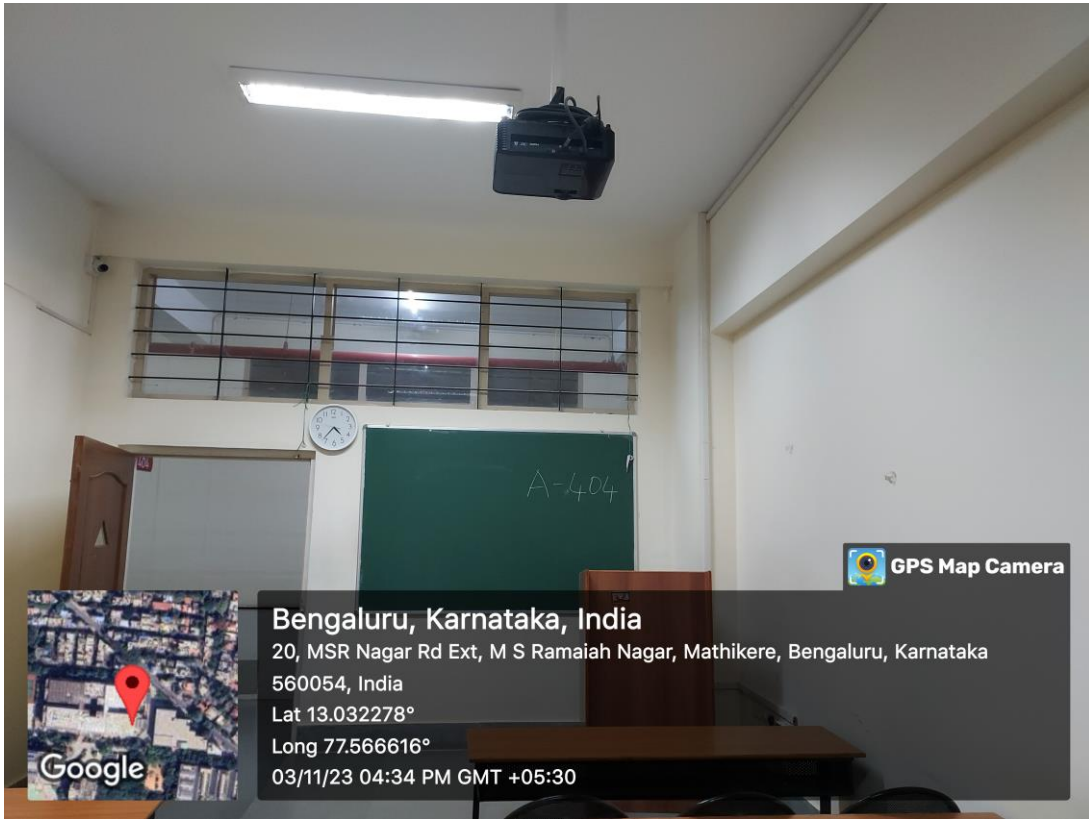 A-404
404
GPS Map Camera
Bengaluru, Karnataka, India
20, MSR Nagar Rd Ext, M S Ramaiah Nagar, Mathikere, Bengaluru, Karnataka
560054, India
Lat 13.032278°
Long 77.566616°
03/11/23 04:34 PM GMT +05:30
Google